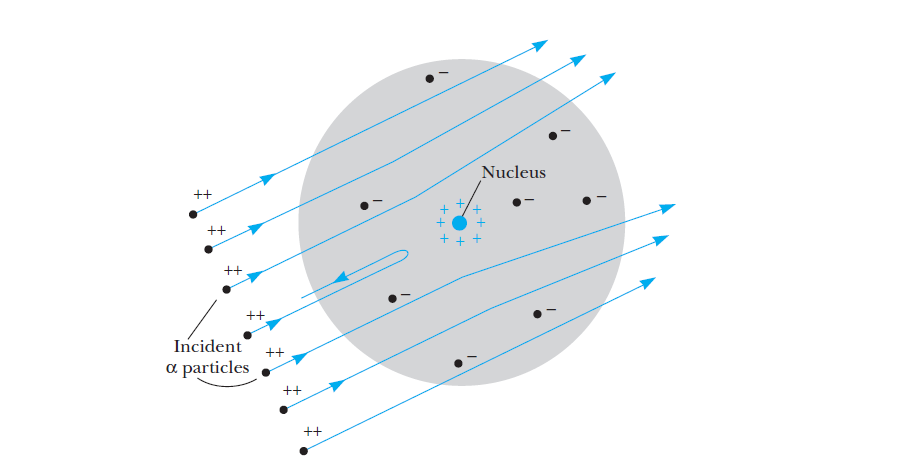 −
−
Nucleus
++
− − −
+ + +
+ +
++
+ + +
++
−
−
++
Incident
α particles
++
−
++
++